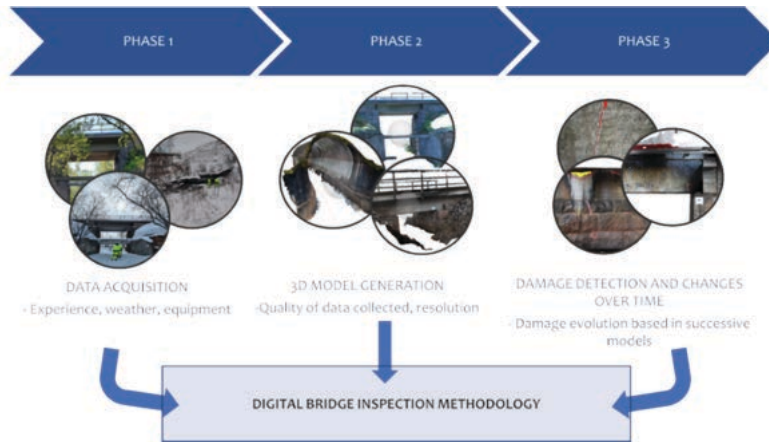 PHASE 1
PHASE 2
PHASE 3
DATA ACQUISITION
- Experience, weather, equipment
3D MODEL GENERATION
-Quality of data collected, resolution
DAMAGE DETECTION AND CHANGES
OVER TIME
- Damage evolution based in successive
models
DIGITAL BRIDGE INSPECTION METHODOLOGY